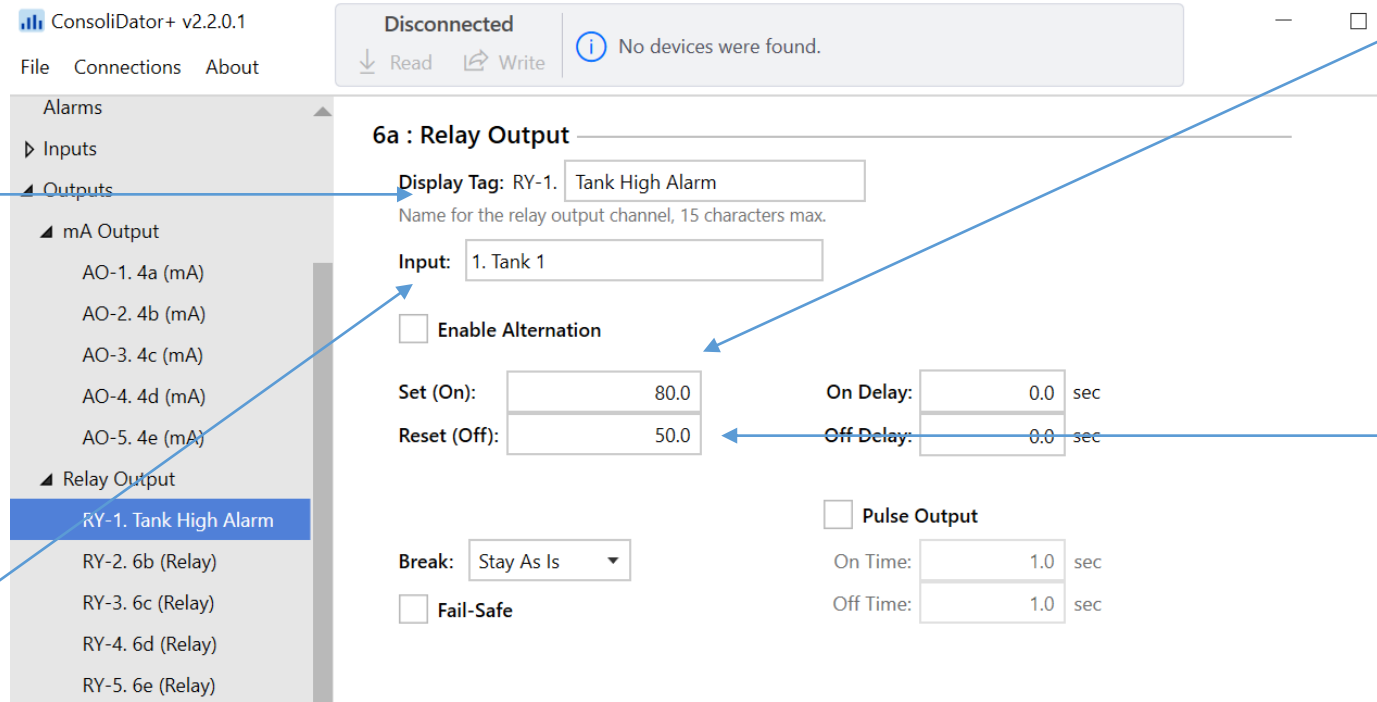 ConsoliDator+ v2.2.0.1
File Connections About
Disconnected
Read Write
No devices were found.
Alarms
Inputs
Outputs
mA Output
AO-1. 4a (mA)
AO-2. 4b (mA)
AO-3. 4c (mA)
AO-4. 4d (mA)
AO-5. 4e (mA)
Relay Output
RY-1. Tank High Alarm
RY-2. 6b (Relay)
RY-3. 6c (Relay)
RY-4. 6d (Relay)
RY-5. 6e (Relay)
6a : Relay Output
Display Tag: RY-1. Tank High Alarm
Name for the relay output channel, 15 characters max.
Input: 1. Tank 1
Enable Alternation
Set (On): 80.0 On Delay: 0.0 sec
Reset (Off): 50.0 Off Delay: 0.0 sec
Pulse Output
Break: Stay As Is On Time: 1.0 sec
Fail-Safe Off Time: 1.0 sec